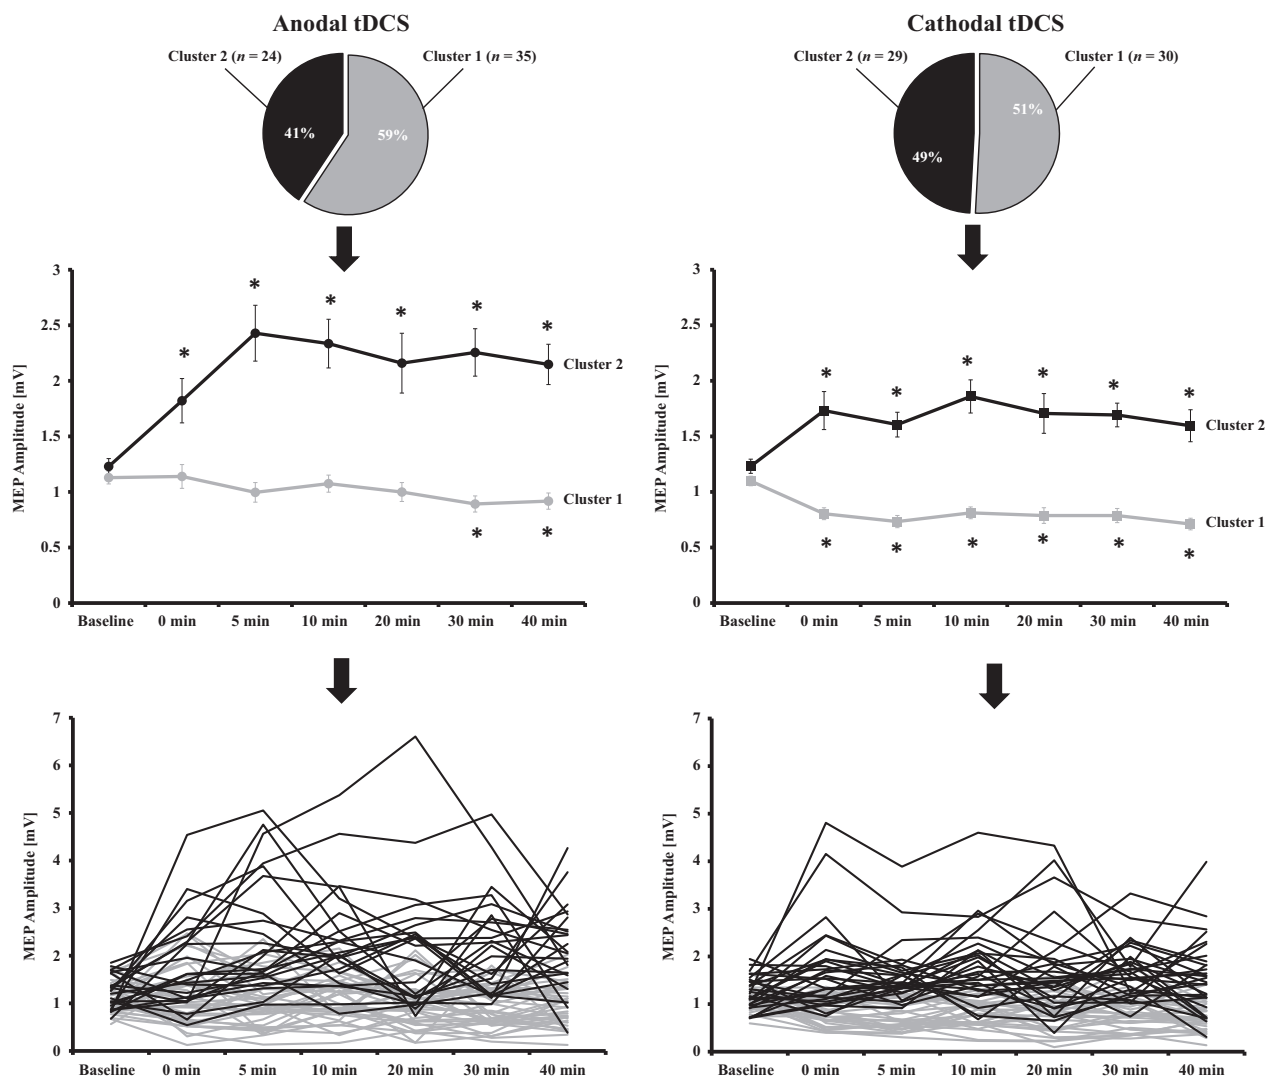 Anodal tDCS
Cathodal tDCS
Cluster 2 (n = 24)
Cluster 1 (n = 35)
Cluster 2 (n = 29)
Cluster 1 (n = 30)
41%
59%
49%
51%
MEP Amplitude [mV]
3
2.5
2
1.5
1
0.5
0
* * * * * *
Cluster 2
Cluster 1
* *
Baseline 0 min 5 min 10 min 20 min 30 min 40 min
MEP Amplitude [mV]
3
2.5
2
1.5
1
0.5
0
* * * * * *
Cluster 2
Cluster 1
* * * * * *
Baseline 0 min 5 min 10 min 20 min 30 min 40 min
MEP Amplitude [mV]
7
6
5
4
3
2
1
0
Baseline 0 min 5 min 10 min 20 min 30 min 40 min
MEP Amplitude [mV]
7
6
5
4
3
2
1
0
Baseline 0 min 5 min 10 min 20 min 30 min 40 min